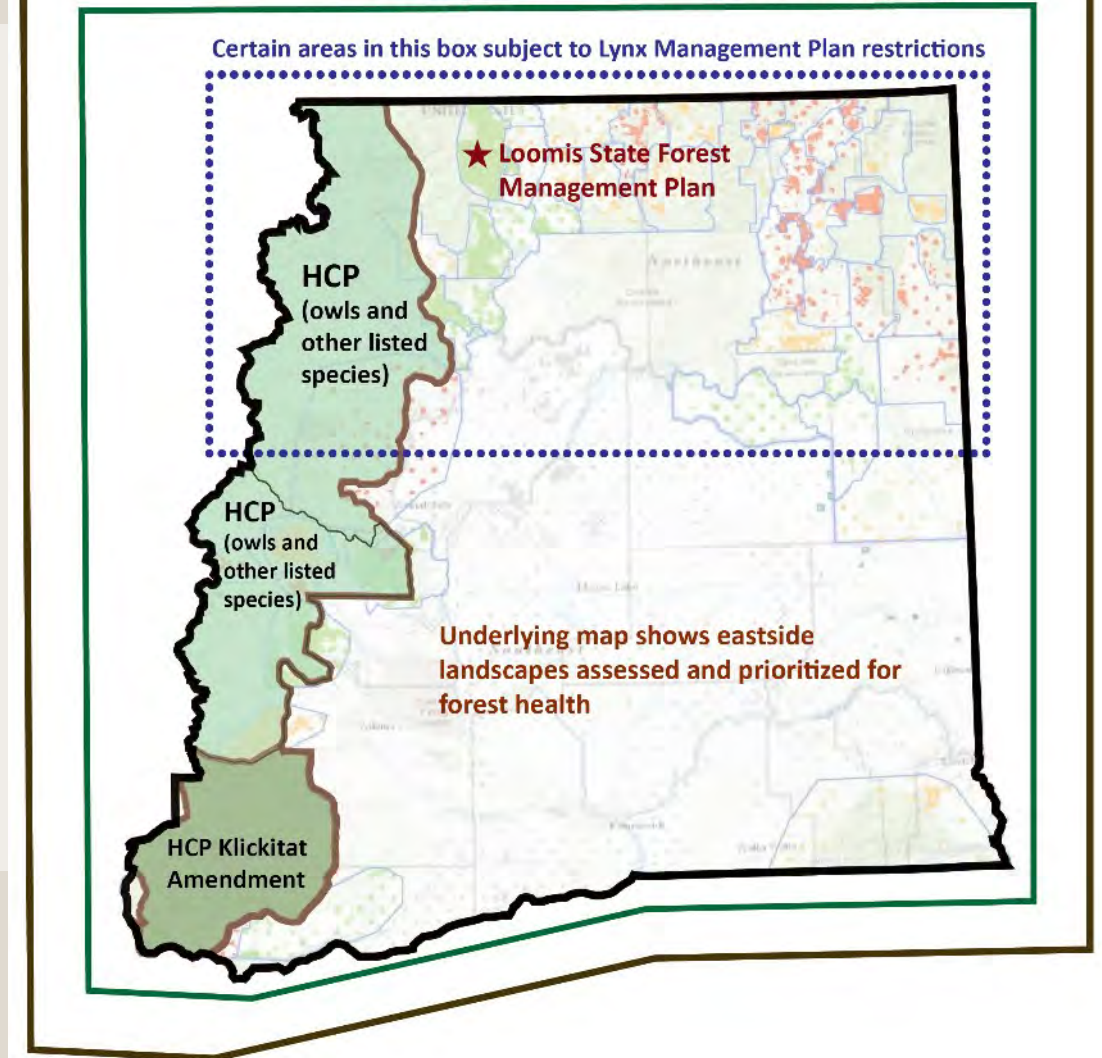 Certain areas in this box subject to Lynx Management Plan restrictions
Loomis State Forest
Management Plan
HCP
(owls and
other listed
species)
HCP
(owls and
other listed
species)
Underlying map shows eastside
landscapes assessed and prioritized for
forest health
HCP Klickitat
Amendment